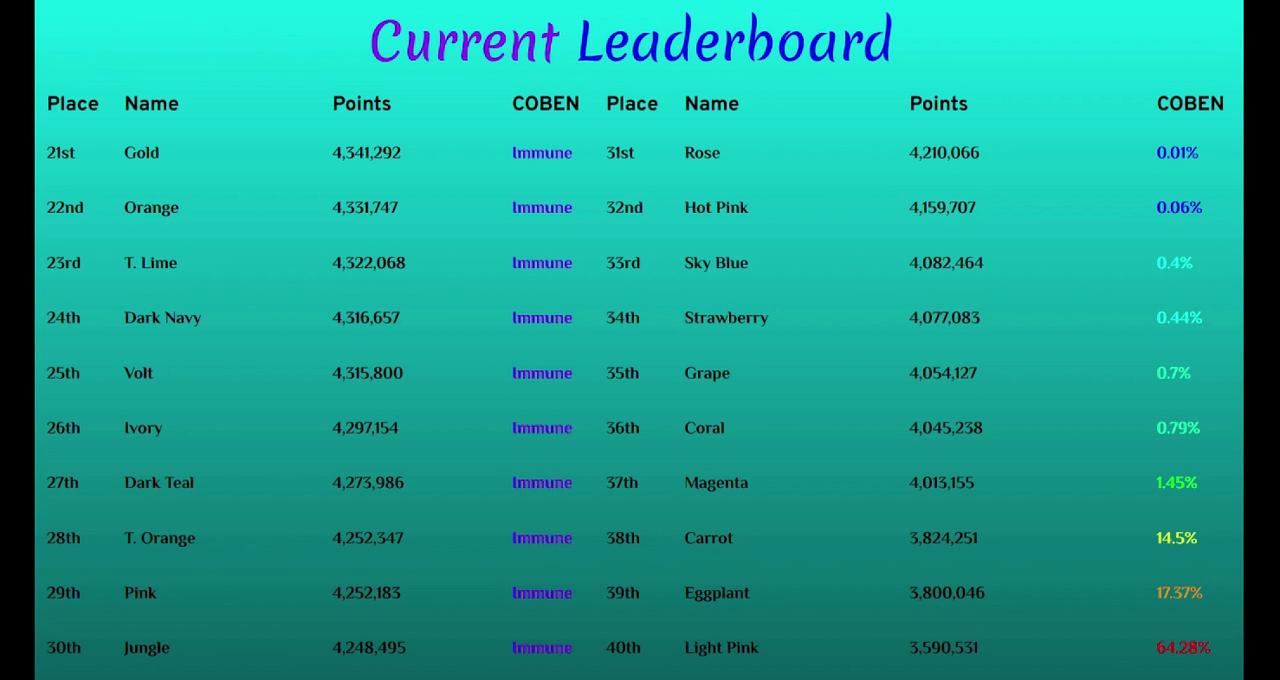 Current Leaderboard
Place Name Points COBEN Place Name Points COBEN
21st Gold 4,341,292 Immune 31st Rose 4,210,066 0.01%
22nd Orange 4,331,747 Immune 32nd Hot Pink 4,159,707 0.06%
23rd T. Lime 4,322,068 Immune 33rd Sky Blue 4,082,464 0.4%
24th Dark Navy 4,316,657 Immune 34th Strawberry 4,077,083 0.44%
25th Volt 4,315,800 Immune 35th Grape 4,054,127 0.7%
26th Ivory 4,297,154 Immune 36th Coral 4,045,238 0.79%
27th Dark Teal 4,273,986 Immune 37th Magenta 4,013,155 1.45%
28th T. Orange 4,252,347 Immune 38th Carrot 3,824,251 14.5%
29th Pink 4,252,183 Immune 39th Eggplant 3,800,046 17.37%
30th Jungle 4,248,495 Immune 40th Light Pink 3,590,531 64.28%